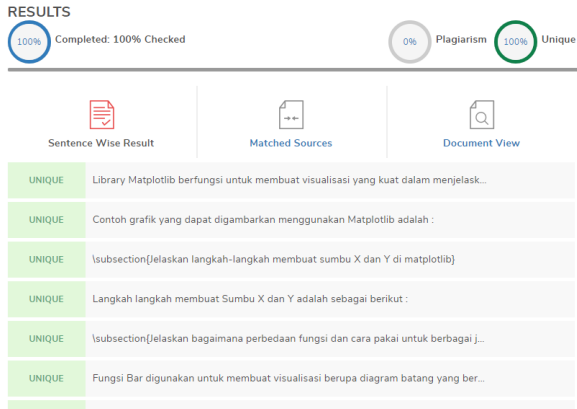 RESULTS
100% Completed: 100% Checked 0% Plagiarism 100% Unique
Sentence Wise Result Matched Sources Document View
UNIQUE Library Matplotlib berfungsi untuk membuat visualisasi yang kuat dalam menjelask...
UNIQUE Contoh grafik yang dapat digambarkan menggunakan Matplotlib adalah :
UNIQUE \subsection{Jelaskan langkah-langkah membuat sumbu X dan Y di matplotlib}
UNIQUE Langkah langkah membuat Sumbu X dan Y adalah sebagai berikut :
UNIQUE \subsection{Jelaskan bagaimana perbedaan fungsi dan cara pakai untuk berbagai j...
UNIQUE Fungsi Bar digunakan untuk membuat visualisasi berupa diagram batang yang ber...